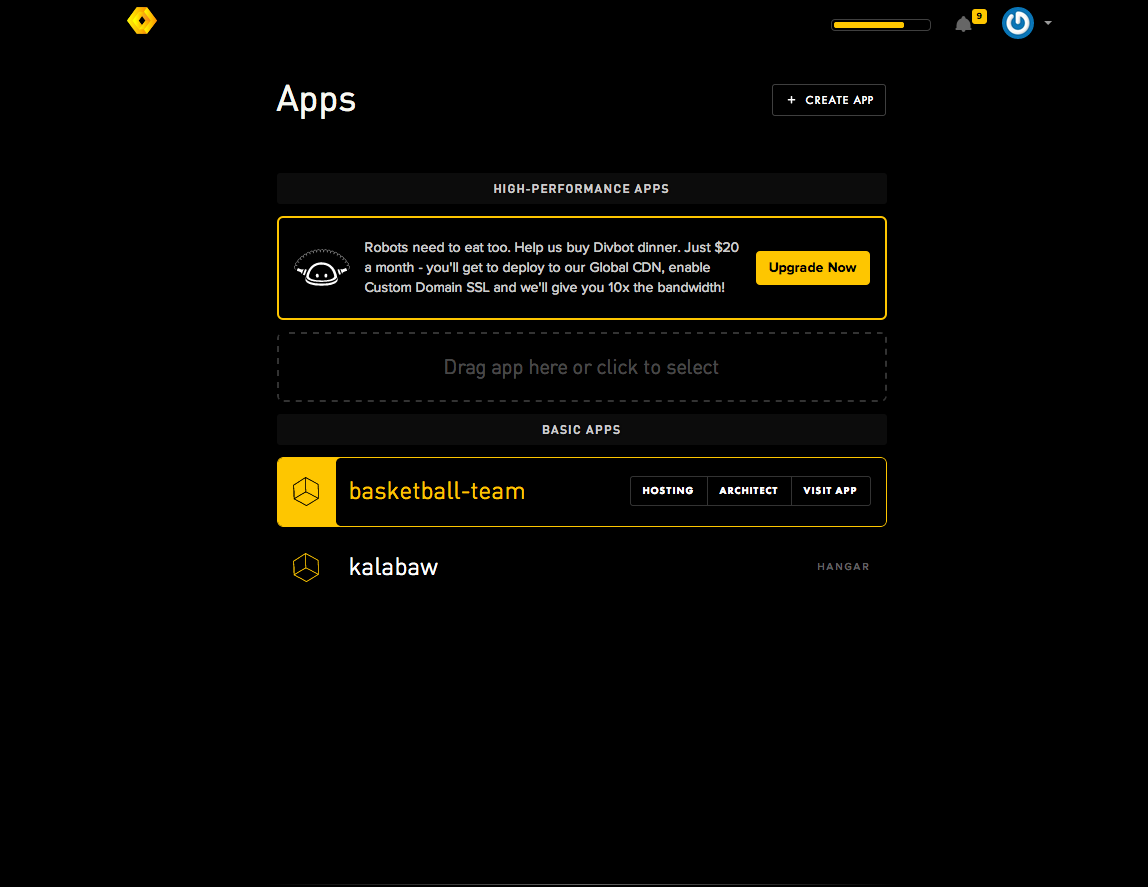 9
Apps
+ CREATE APP
HIGH-PERFORMANCE APPS
Robots need to eat too. Help us buy Divbot dinner. Just $20
a month - you'll get to deploy to our Global CDN, enable
Custom Domain SSL and we'll give you 10x the bandwidth!
Upgrade Now
Drag app here or click to select
BASIC APPS
basketball-team
HOSTING
ARCHITECT
VISIT APP
kalabaw
HANGAR